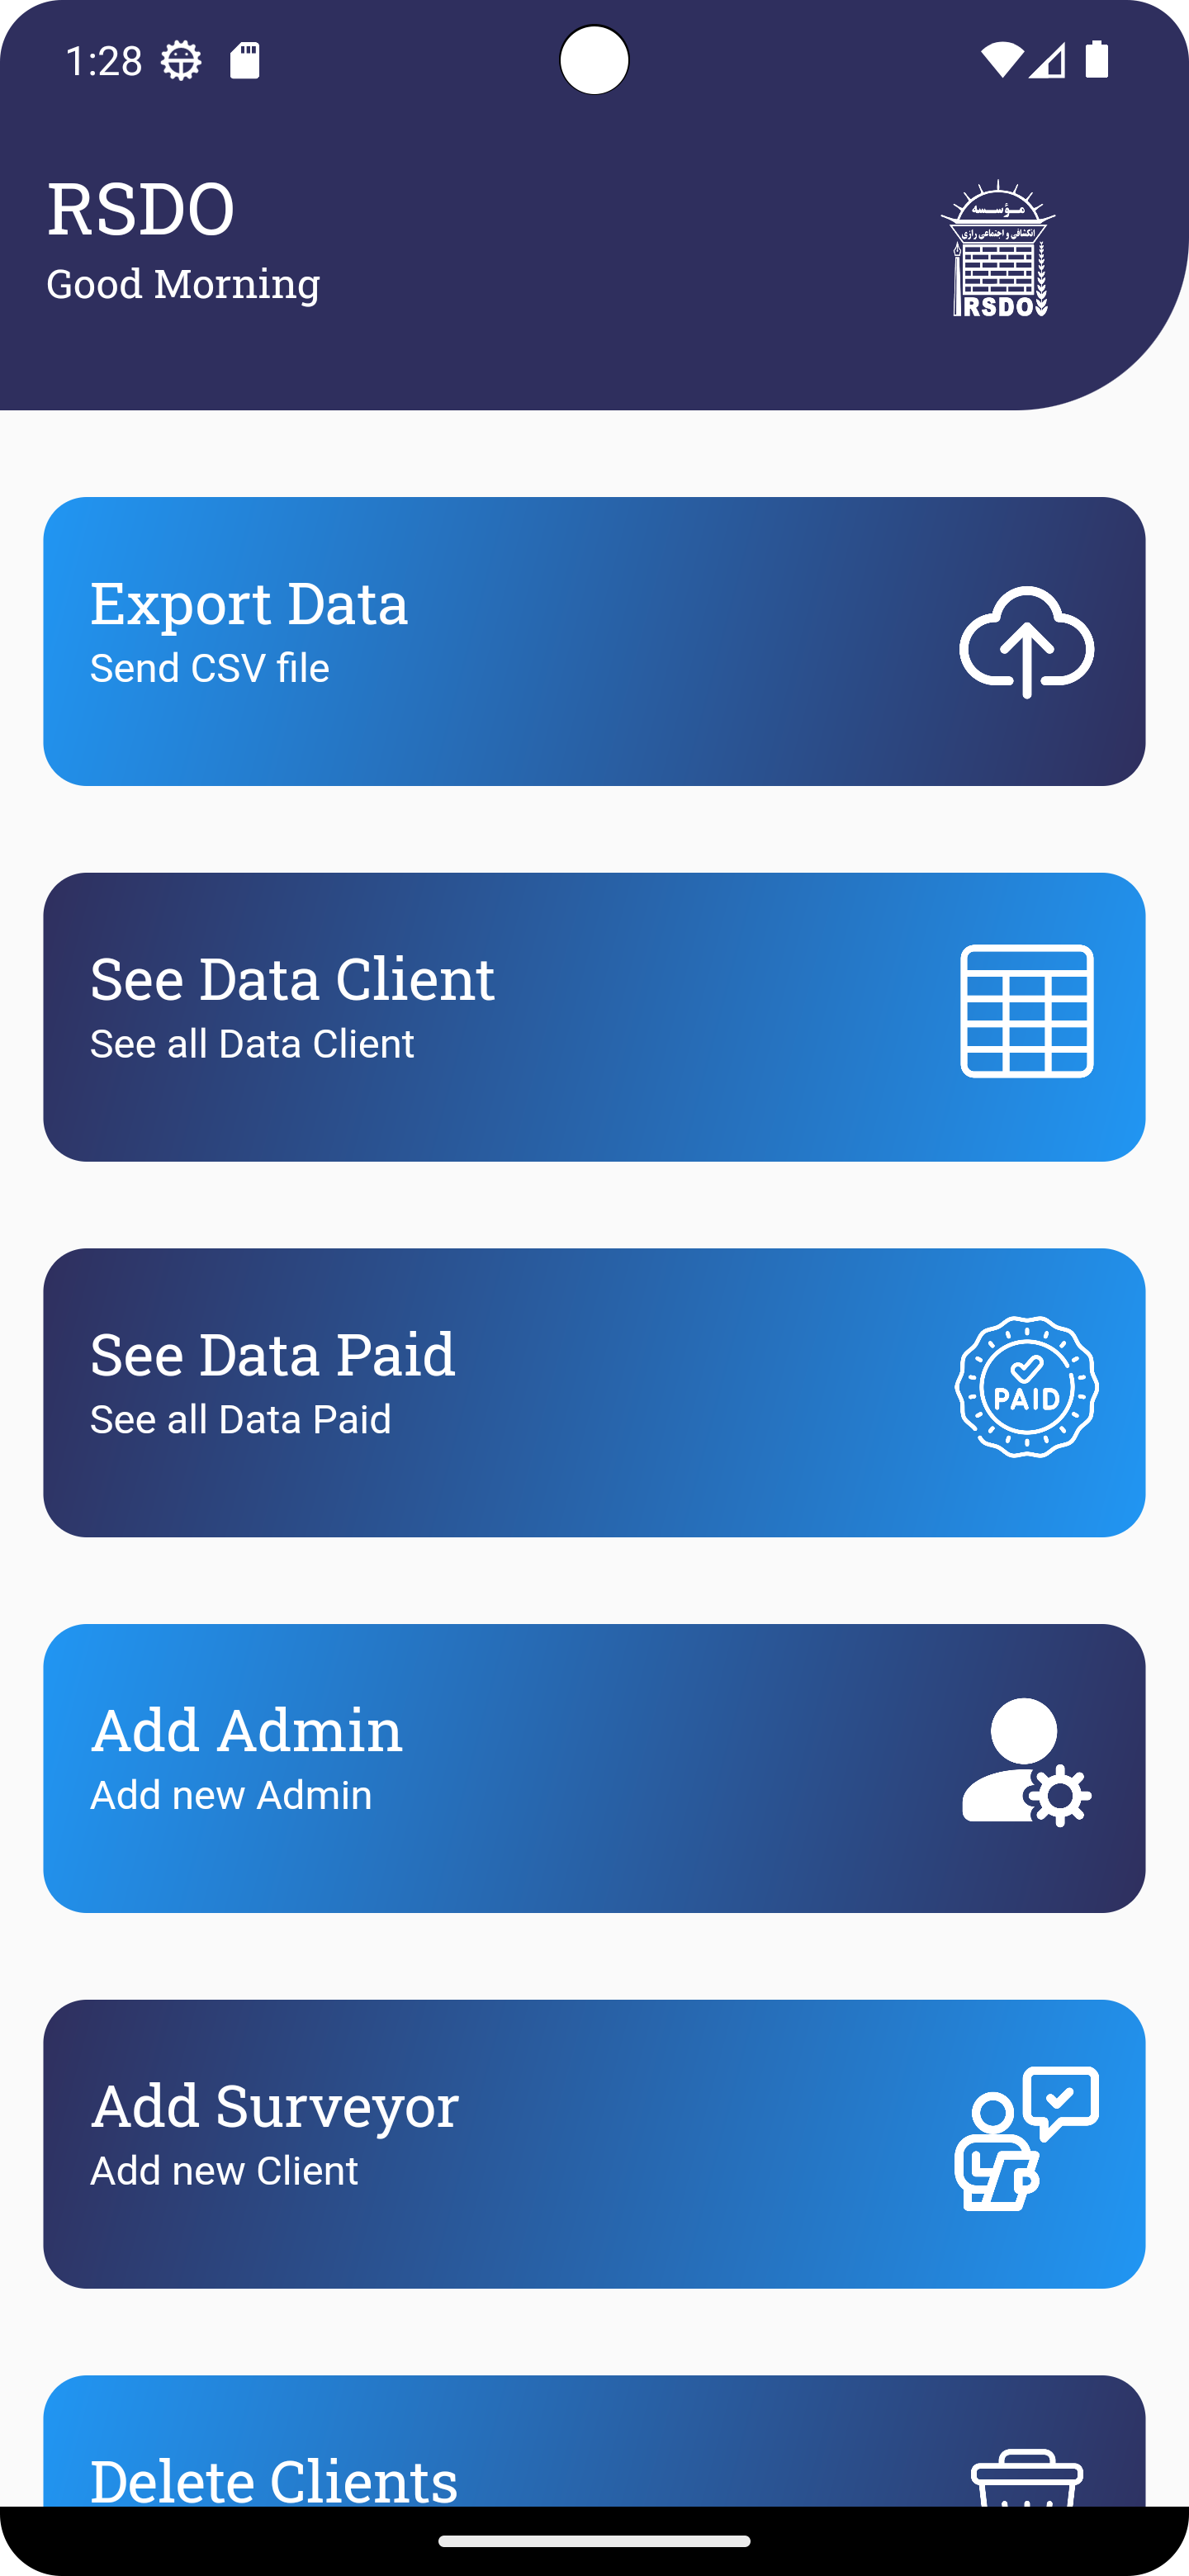 1:28
RSDO
Good Morning
مؤسسه
انکشافی و اجتماعی رازی
RSDO
Export Data
Send CSV file
See Data Client
See all Data Client
See Data Paid
See all Data Paid
PAID
Add Admin
Add new Admin
Add Surveyor
Add new Client
Delete Clients